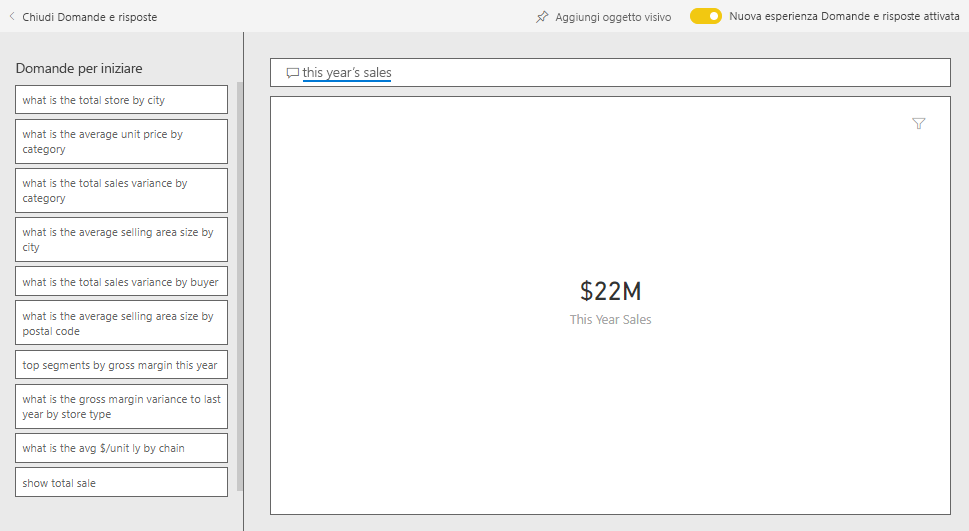 Chiudi Domande e risposte
Aggiungi oggetto visivo
Nuova esperienza Domande e risposte attivata
Domande per iniziare
what is the total store by city
what is the average unit price by
category
what is the total sales variance by
category
what is the average selling area size by
city
what is the total sales variance by buyer
what is the average selling area size by
postal code
top segments by gross margin this year
what is the gross margin variance to last
year by store type
what is the avg $/unit ly by chain
show total sale
this year's sales
$22M
This Year Sales